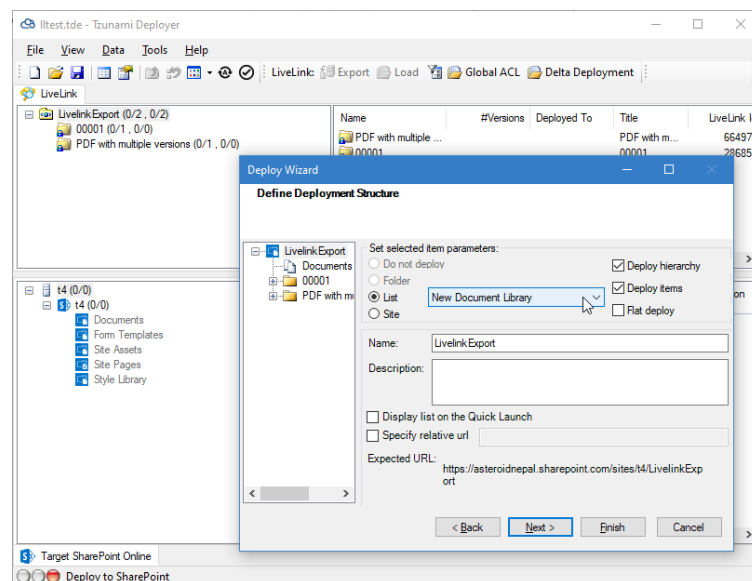 lltest.tde - Tzunami Deployer
File View Data Tools Help
LiveLink: Export Load Global ACL Delta Deployment
LiveLink
LivelinkExport (0/2 , 0/2)
00001 (0/1 , 0/0)
PDF with multiple versions (0/1 , 0/0)
Name #Versions Deployed To Title LiveLink I
PDF with multiple ... PDF with m... 66497
00001 00001 28685
Deploy Wizard
Define Deployment Structure
LivelinkExport
Documents
00001
PDF with mu
Set selected item parameters:
Do not deploy
Folder
List New Document Library
Site
Deploy hierarchy
Deploy items
Flat deploy
Name: LivelinkExport
Description:
Display list on the Quick Launch
Specify relative url
Expected URL:
https://asteroidnepal.sharepoint.com/sites/t4/LivelinkExp
ort
< Back Next > Finish Cancel
t4 (0/0)
t4 (0/0)
Documents
Form Templates
Site Assets
Site Pages
Style Library
on
Target SharePoint Online
Deploy to SharePoint